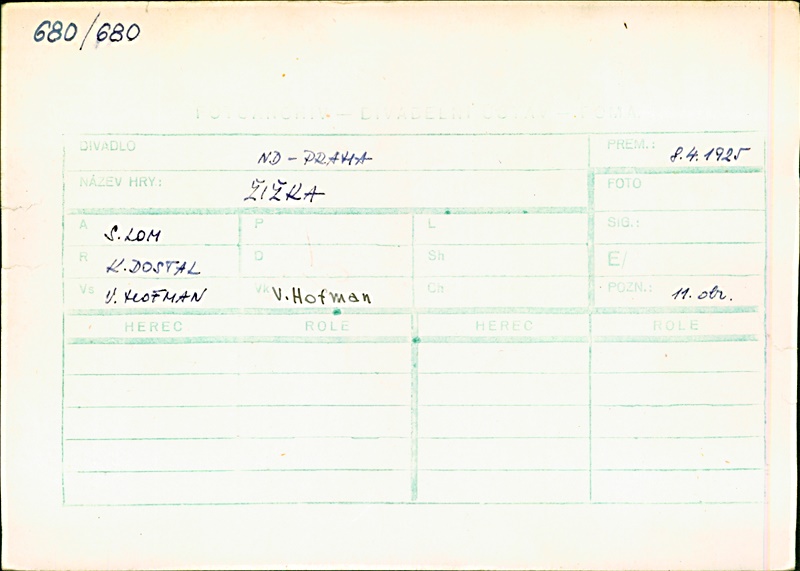 680/680
DIVADLO ND - PRAHA PREM.: 8.4.1925
NÁZEV HRY: ŽIŽKA FOTO
A S. LOM P L SIG.:
R K. DOSTAL O Sh E/
Vs V. HOFMAN Vk V. Hofman Ch POZN.: 11. obr.
HEREC ROLE HEREC ROLE